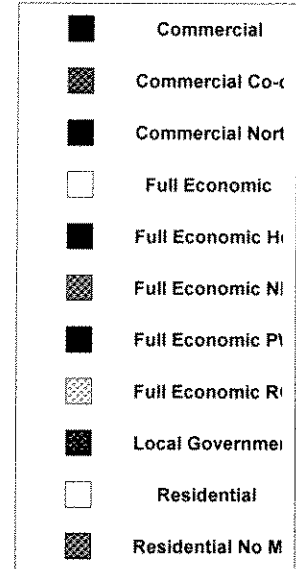 Commercial
Commercial Co-
Commercial Nort
Full Economic
Full Economic H
Full Economic N
Full Economic P
Full Economic R
Local Governme
Residential
Residential No M